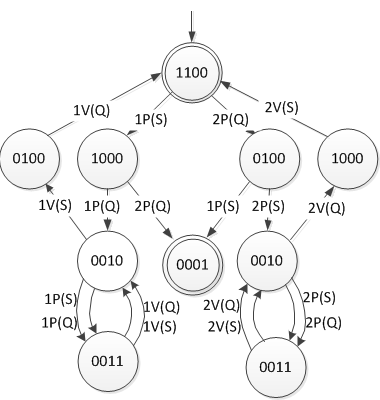 1100
1V(Q)
1P(S)
2P(Q)
2V(S)
0100
1000
0100
1000
1V(S)
1P(Q)
2P(Q)
1P(S)
2P(S)
2V(Q)
0010
0001
0010
1P(S)
1P(Q)
1V(Q)
1V(S)
2V(Q)
2V(S)
2P(S)
2P(Q)
0011
0011